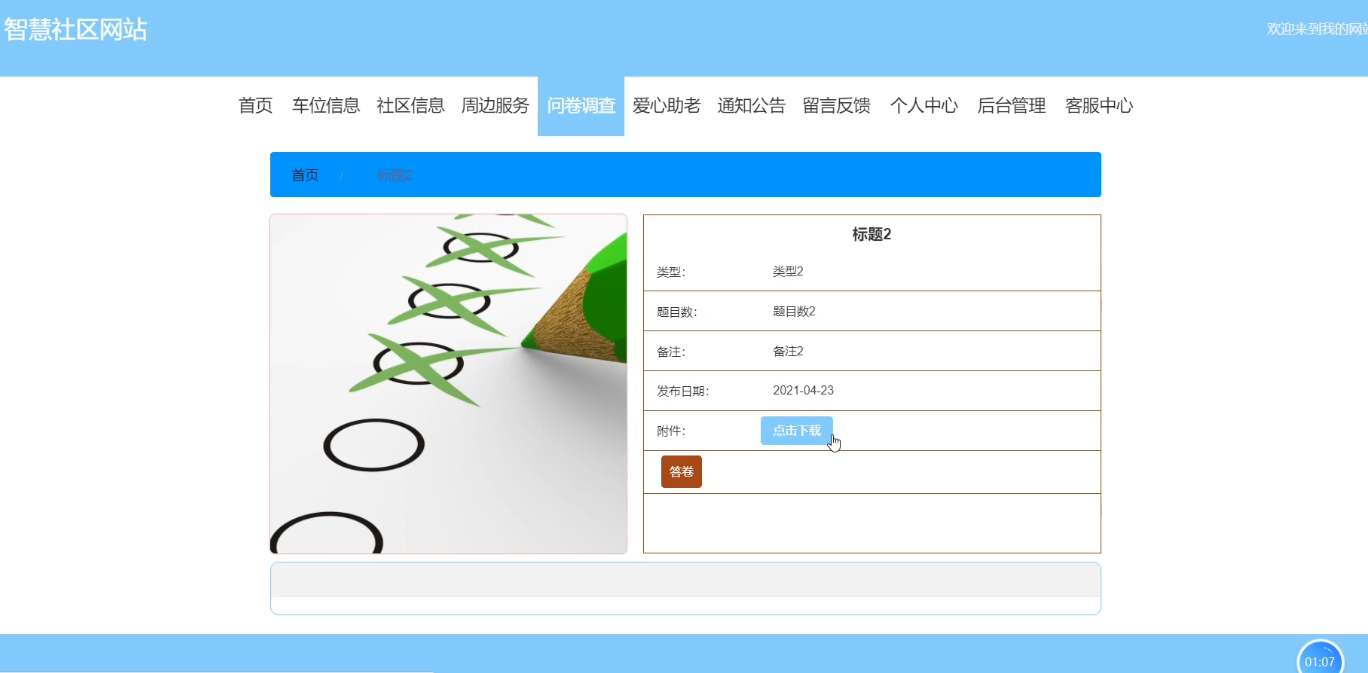 智慧社区网站
欢迎来到我的网
首页 车位信息 社区信息 周边服务 问卷调查 爱心助老 通知公告 留言反馈 个人中心 后台管理 客服中心
首页 / 标题2
标题2
类型: 类型2
题目数: 题目数2
备注: 备注2
发布日期: 2021-04-23
附件: 点击下载
答卷
01:07